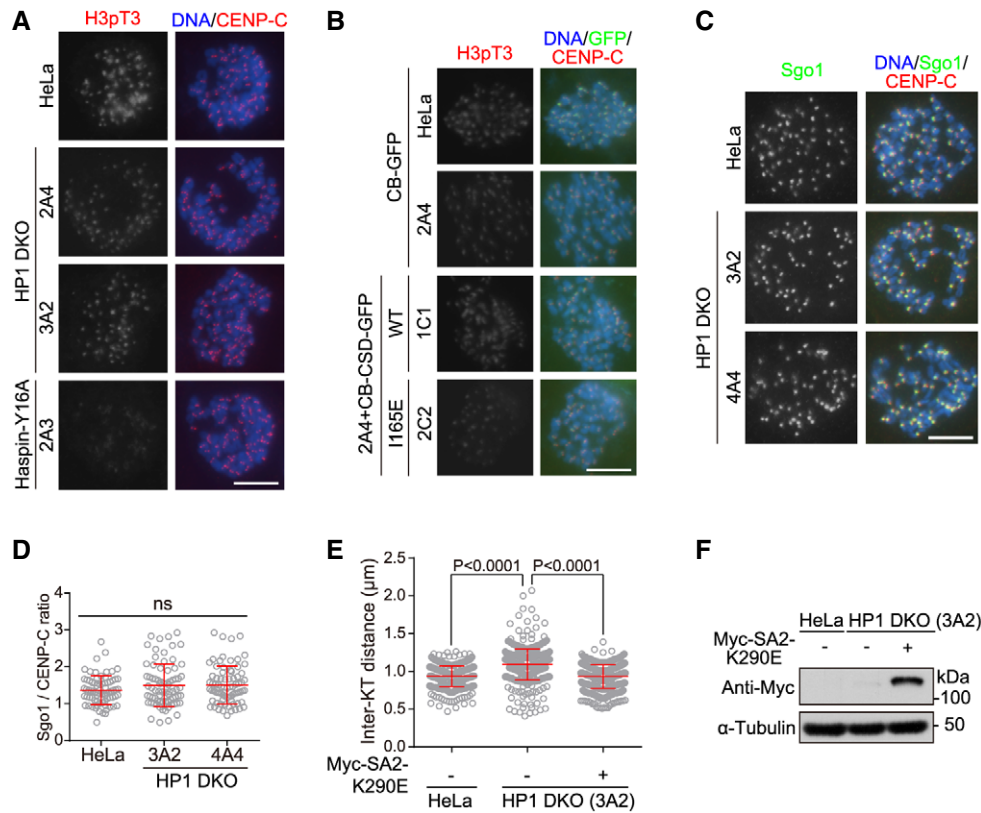 A
H3pT3 DNA/CENP-C
HeLa
HP1 DKO
2A4
3A2
Haspin-Y16A
2A3
B
H3pT3
DNA/GFP/
CENP-C
CB-GFP
HeLa
2A4
2A4+CB-CSD-GFP
WT
1C1
I165E
2C2
C
Sgo1
DNA/Sgo1/
CENP-C
HeLa
HP1 DKO
3A2
4A4
D
Sgo1 / CENP-C ratio
4
3
2
1
0
ns
HeLa 3A2 4A4
HP1 DKO
E
Inter-KT distance (μm)
2.5
2.0
1.5
1.0
0.5
0.0
P<0.0001 P<0.0001
Myc-SA2-
K290E
- - +
HeLa HP1 DKO (3A2)
F
HeLa HP1 DKO (3A2)
Myc-SA2-
K290E
- - +
kDa
Anti-Myc
-100
α-Tubulin
- 50